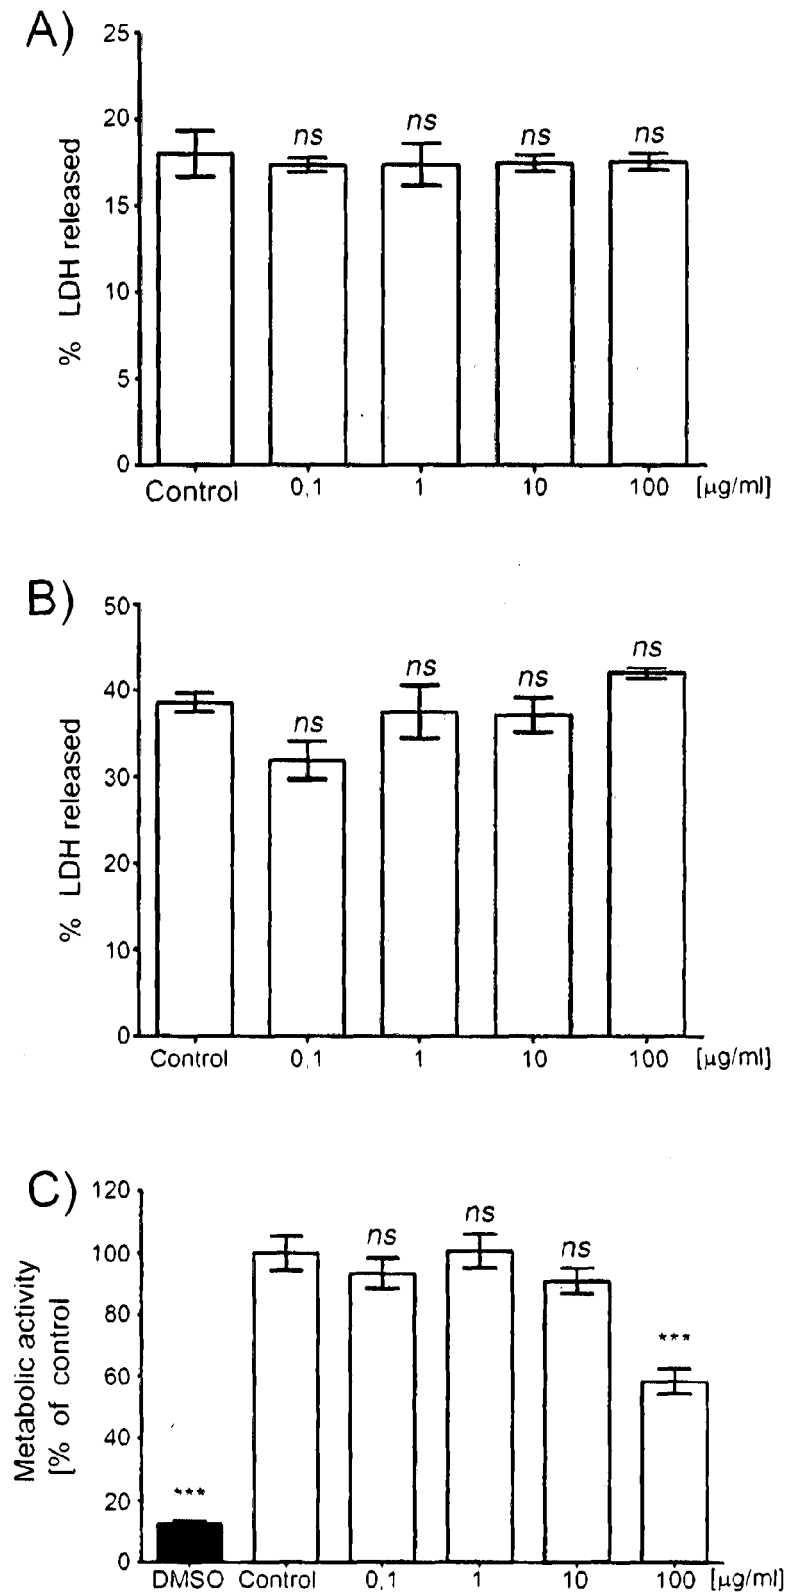 A)
% LDH released
25
20
15
10
5
0
ns
ns
ns
ns
Control 0,1 1 10 100 [µg/ml]
B)
% LDH released
50
40
30
20
10
0
ns
ns
ns
ns
Control 0,1 1 10 100 [µg/ml]
C)
Metabolic activity
[% of control
120
100
80
60
40
20
0
***
ns
ns
ns
***
DMSO Control 0,1 1 10 100 [µg/ml]